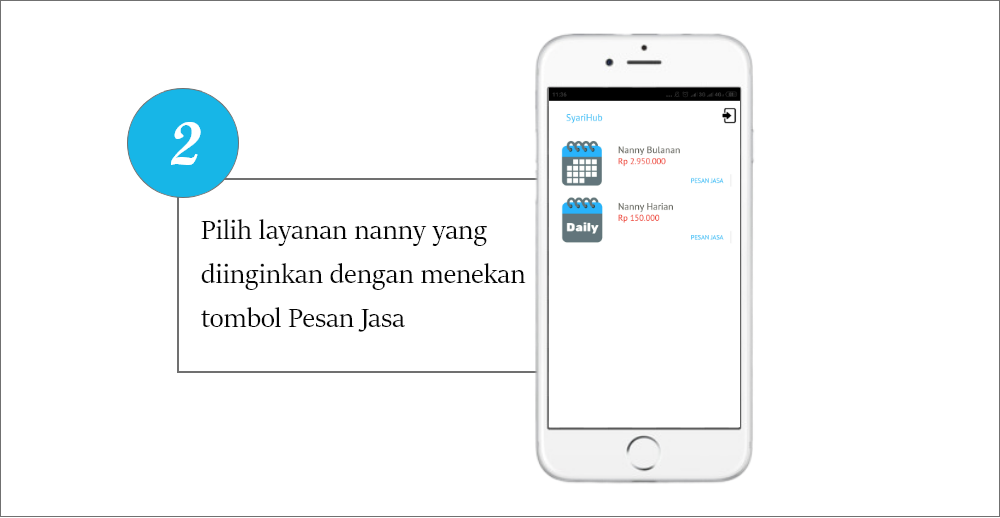 2
Pilih layanan nanny yang
diinginkan dengan menekan
tombol Pesan Jasa
11:26
SyariHub
Nanny Bulanan
Rp 2.950.000
PESAN JASA
Daily
Nanny Harian
Rp 150.000
PESAN JASA